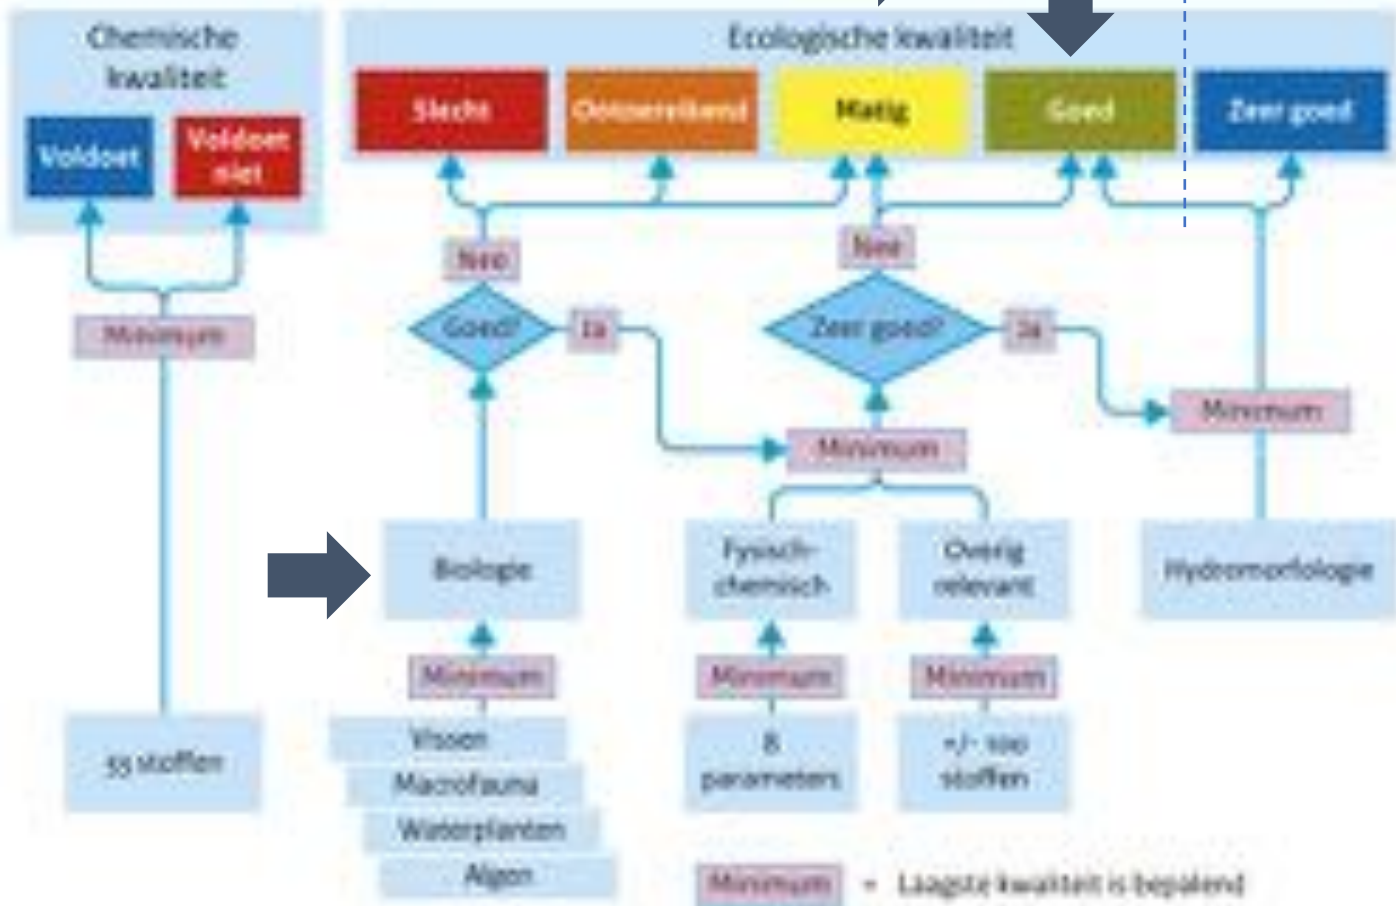 Chemische
kwaliteit
Voldoet
Voldoet
niet
Minimum
Ecologische kwaliteit
Slecht
Ontoereikend
Matig
Goed
Zeer goed
Nee
Nee
Goed?
Ja
Zeer goed?
Ja
Minimum
Minimum
Biologie
Fysisch-
chemisch
Overig
relevant
Hydromorfologie
Minimum
Minimum
Minimum
stoffen
Vissen
Macrofauna
Waterplanten
Algen
8
parameters
+/- 100
stoffen
Minimum = Laagste kwaliteit is bepalend